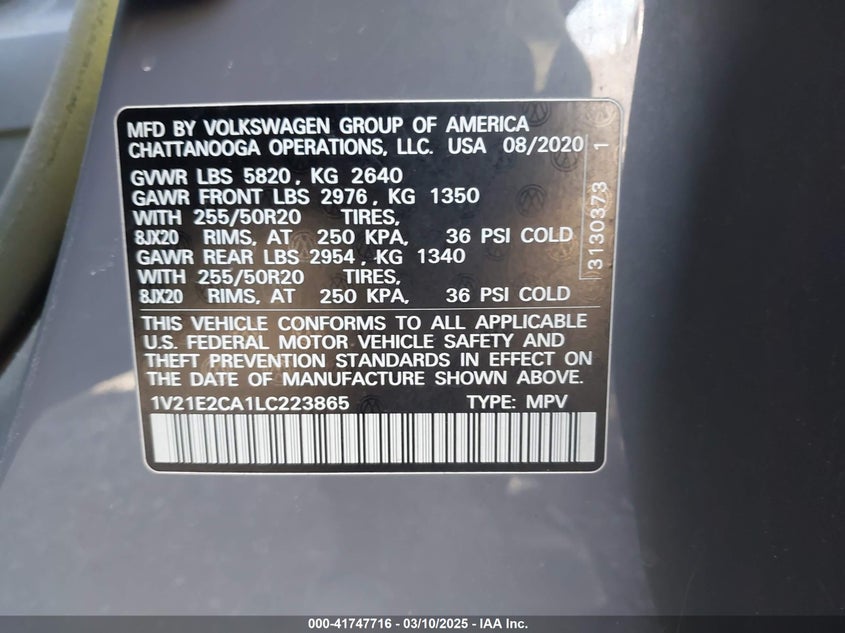 MFD BY VOLKSWAGEN GROUP OF AMERICA
CHATTANOOGA OPERATIONS, LLC. USA 08/2020
GVWR LBS 5820, KG 2640
GAWR FRONT LBS 2976, KG 1350
WITH 255/50R20 TIRES,
8JX20 RIMS, AT 250 KPA, 36 PSI COLD
GAWR REAR LBS 2954, KG 1340
WITH 255/50R20 TIRES,
8JX20 RIMS, AT 250 KPA, 36 PSI COLD
3130373 1
THIS VEHICLE CONFORMS TO ALL APPLICABLE
U.S. FEDERAL MOTOR VEHICLE SAFETY AND
THEFT PREVENTION STANDARDS IN EFFECT ON
THE DATE OF MANUFACTURE SHOWN ABOVE.
1V21E2CA1LC223865 TYPE: MPV
000-41747716 - 03/10/2025 - IAA Inc.